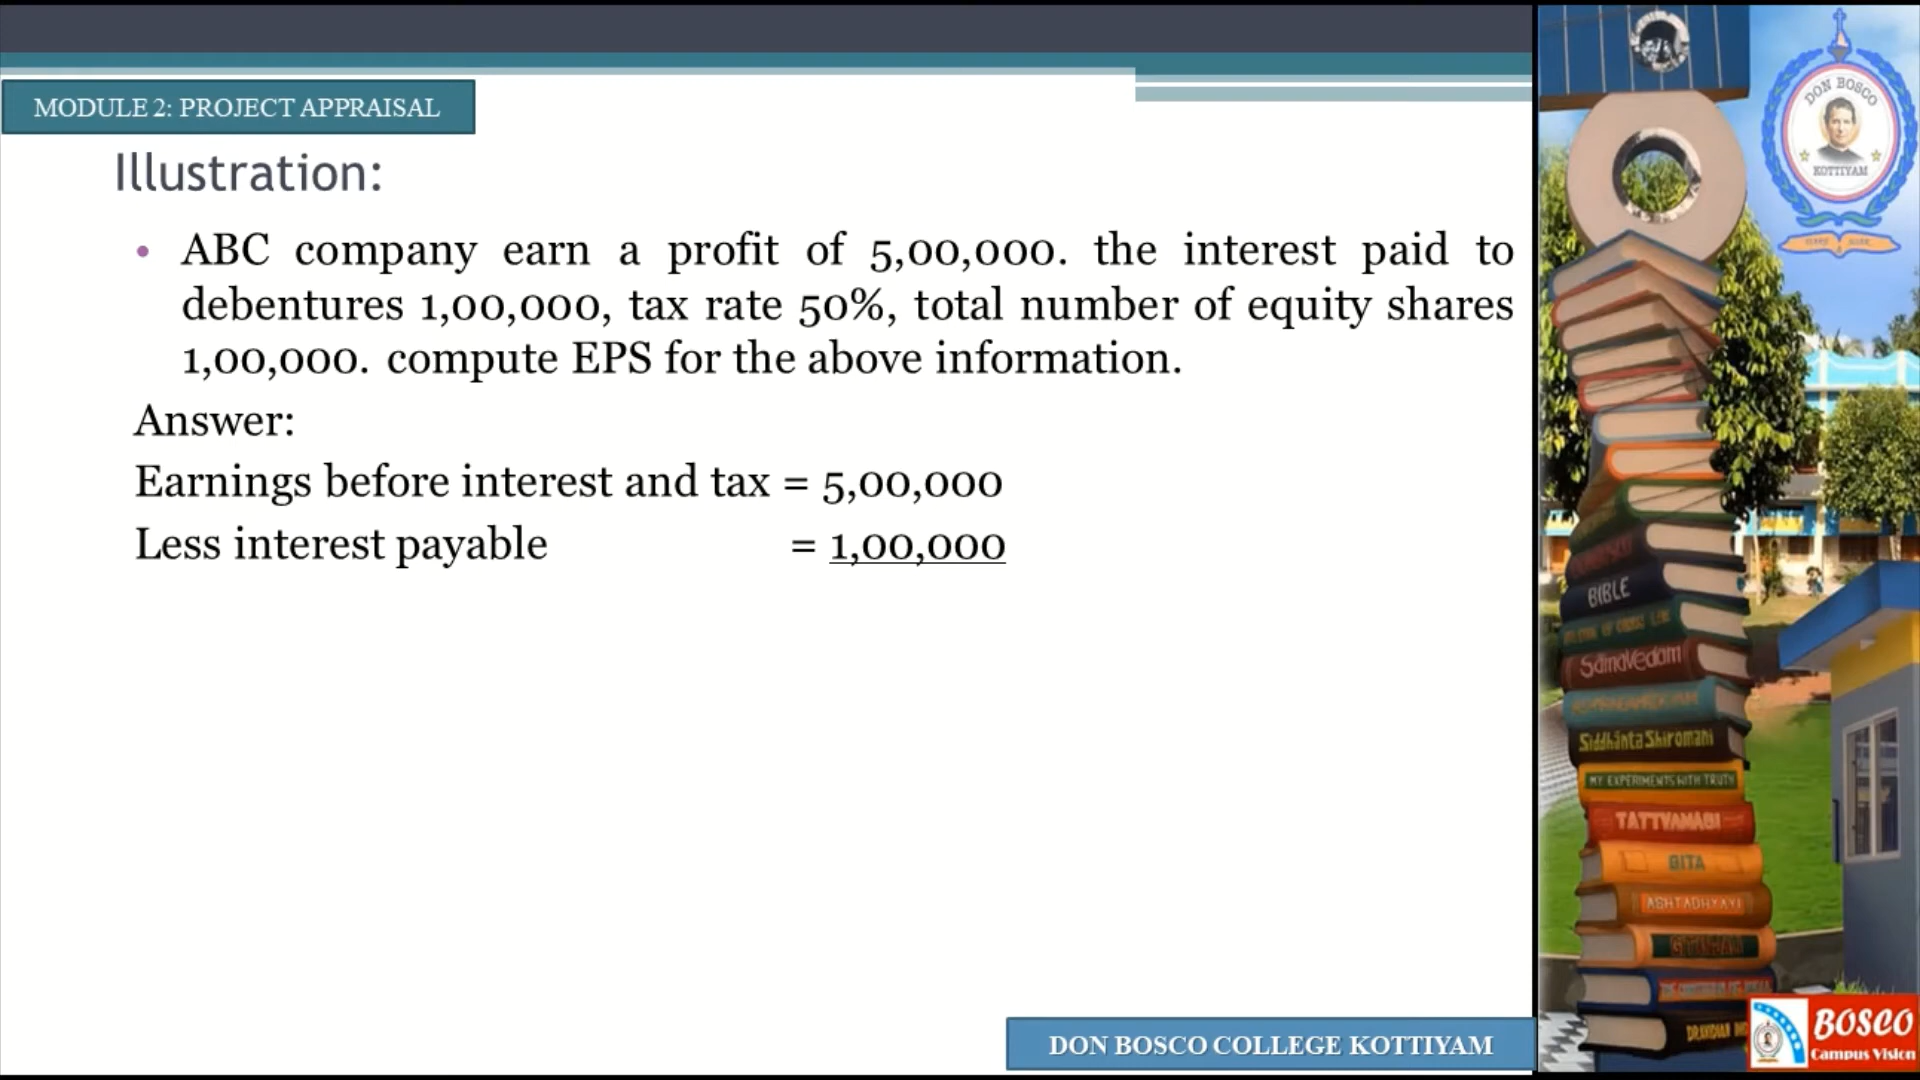 MODULE 2: PROJECT APPRAISAL
Illustration:
• ABC company earn a profit of 5,00,000. the interest paid to
debentures 1,00,000, tax rate 50%, total number of equity shares
1,00,000. compute EPS for the above information.
Answer:
Earnings before interest and tax = 5,00,000
Less interest payable = 1,00,000
DON BOSCO COLLEGE KOTTIYAM
DON BOSCO
KOTTIYAM
BIBLE
SamaVedam
Siddhanta Shiromani
MY EXPERIMENTS WITH TRUTH
TATTVAMASI
GITA
ASHTADHYAYI
BOSCO
Campus Vision